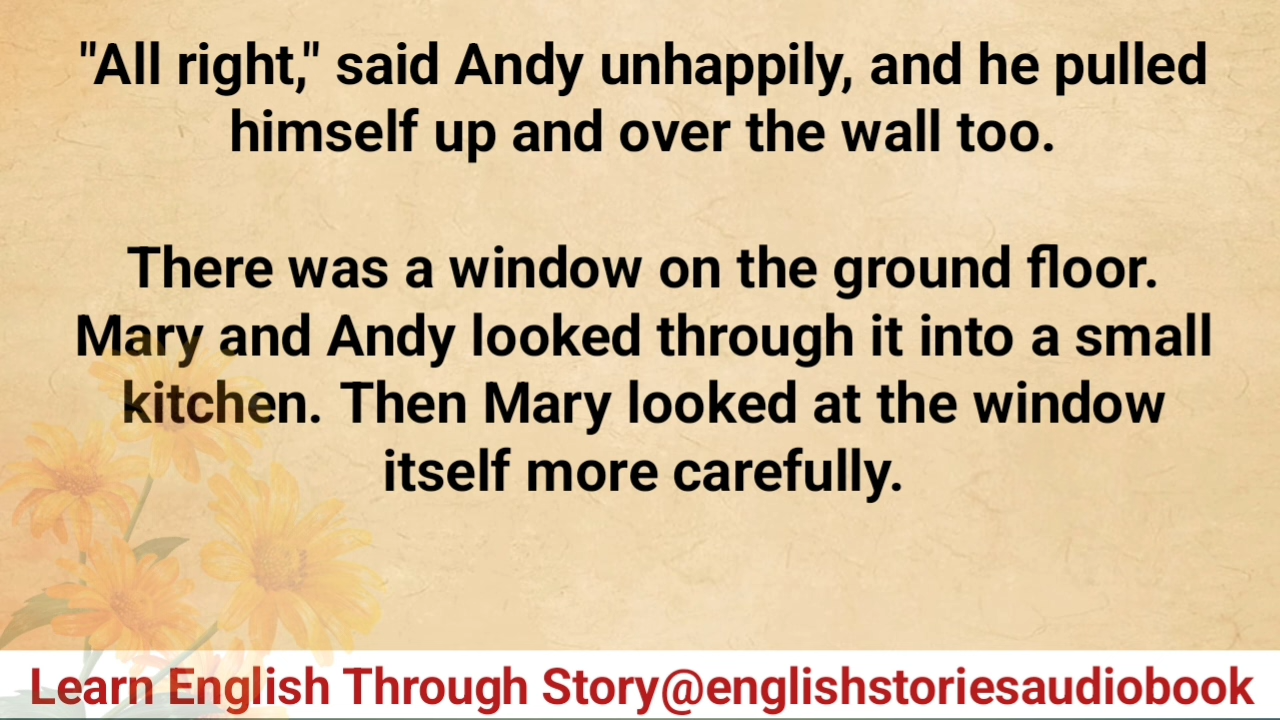 "All right," said Andy unhappily, and he pulled
himself up and over the wall too.
There was a window on the ground floor.
Mary and Andy looked through it into a small
kitchen. Then Mary looked at the window
itself more carefully.
Learn English Through Story@englishstoriesaudiobook